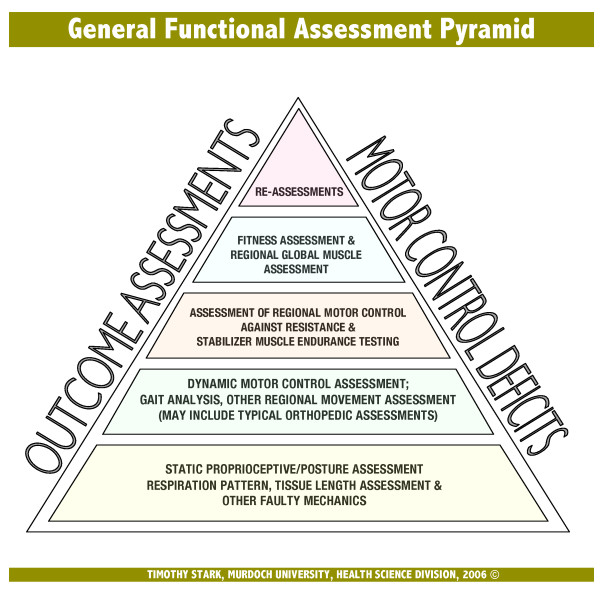 General Functional Assessment Pyramid
OUTCOME ASSESSMENTS
MOTOR CONTROL DEFICITS
RE-ASSESSMENTS
FITNESS ASSESSMENT &
REGIONAL GLOBAL MUSCLE
ASSESSMENT
ASSESSMENT OF REGIONAL MOTOR CONTROL
AGAINST RESISTANCE &
STABILIZER MUSCLE ENDURANCE TESTING
DYNAMIC MOTOR CONTROL ASSESSMENT;
GAIT ANALYSIS, OTHER REGIONAL MOVEMENT ASSESSMENT
(MAY INCLUDE TYPICAL ORTHOPEDIC ASSESSMENTS)
STATIC PROPRIOCEPTIVE/POSTURE ASSESSMENT
RESPIRATION PATTERN, TISSUE LENGTH ASSESSMENT &
OTHER FAULTY MECHANICS
TIMOTHY STARK, MURDOCH UNIVERSITY, HEALTH SCIENCE DIVISION, 2006 ©